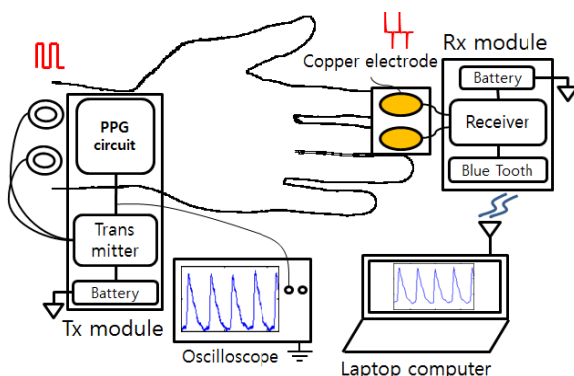 Rx module
Copper electrode
Battery
Receiver
Blue Tooth
PPG
circuit
Trans
mitter
Battery
Tx module
Oscilloscope
Laptop computer